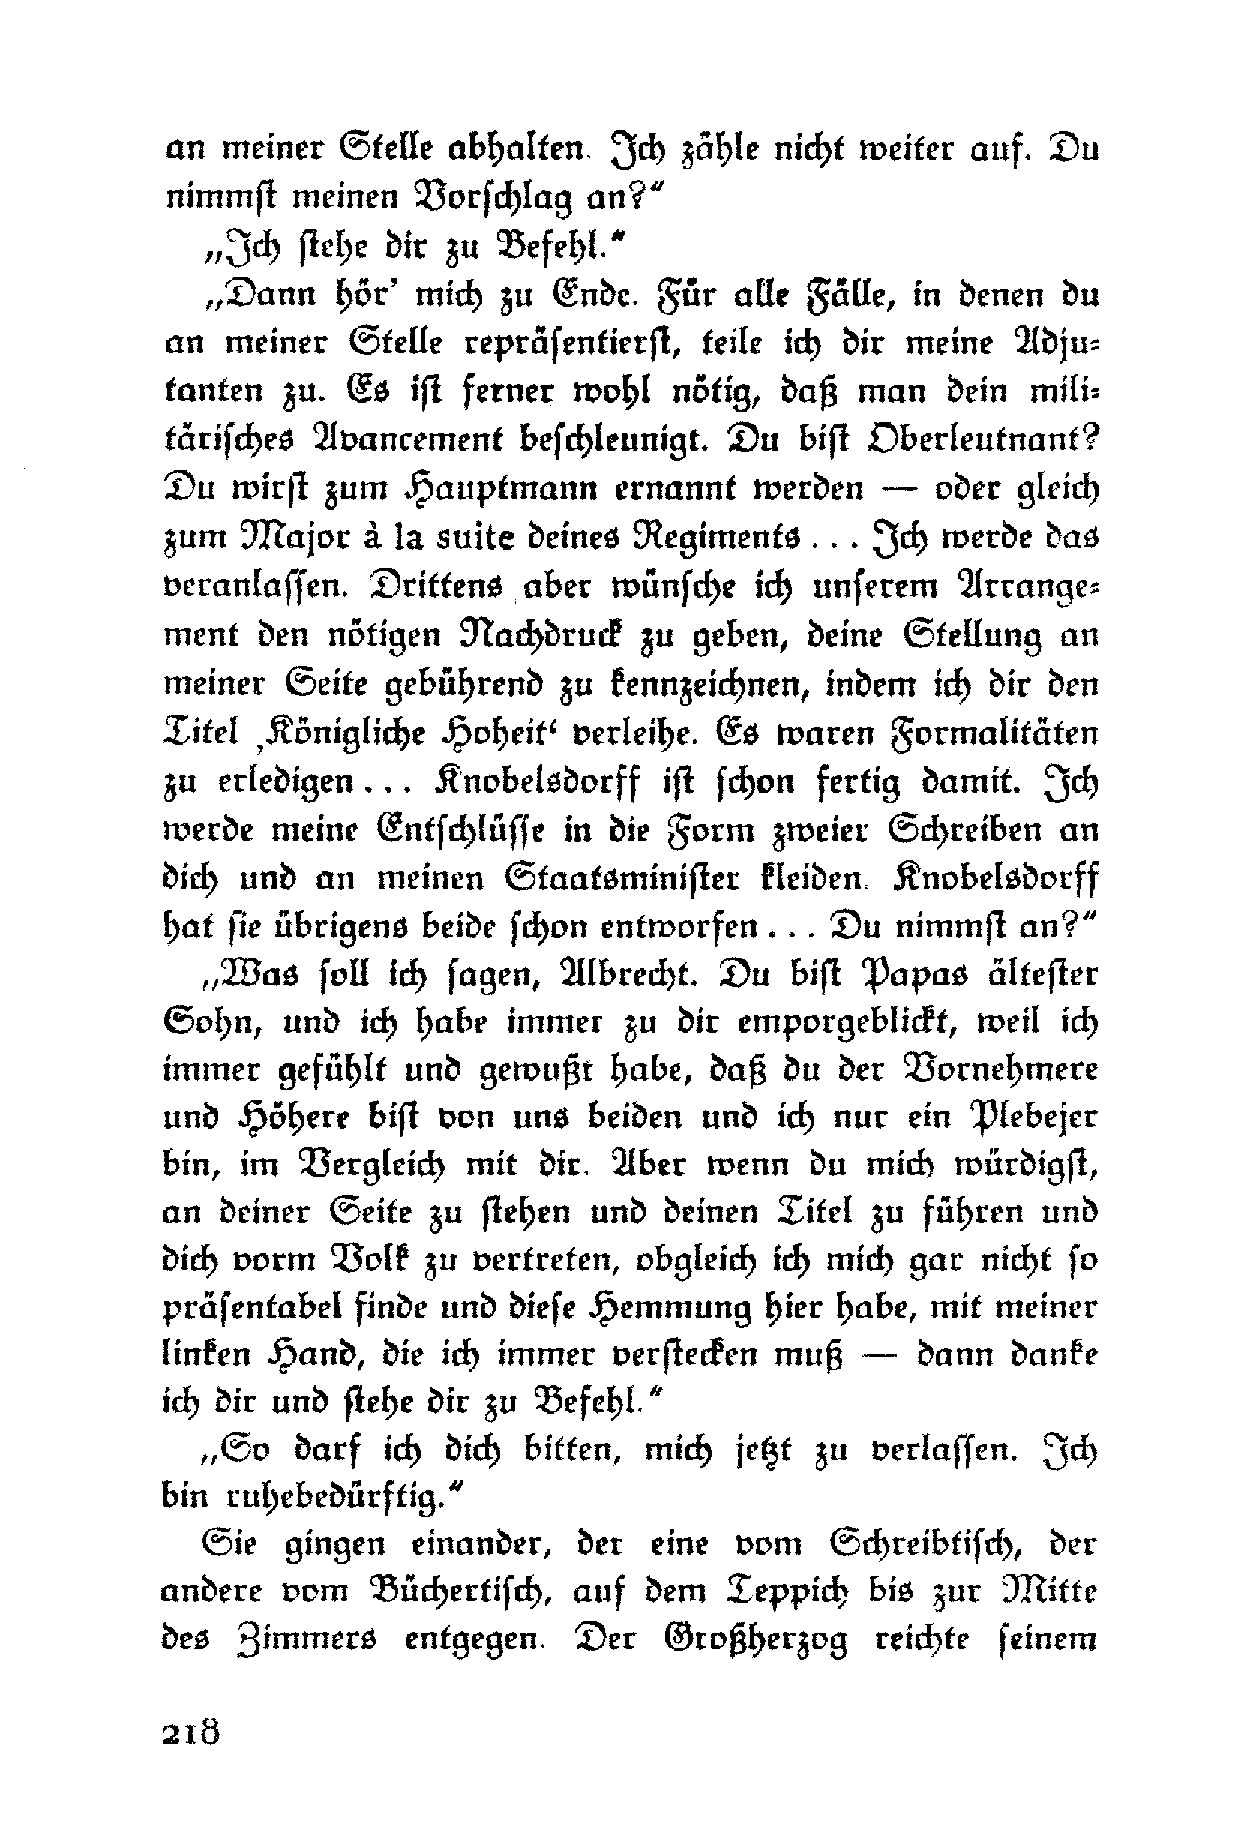 an meiner Stelle abhalten. Ich zähle nicht weiter auf. Du
nimmst meinen Vorschlag an?“
„Ich stehe dir zu Befehl.“
„Dann hör’ mich zu Ende. Für alle Fälle, in denen du
an meiner Stelle repräsentierst, teile ich dir meine Adju-
tanten zu. Es ist ferner wohl nötig, daß man dein mili-
tärisches Avancement beschleunigt. Du bist Oberleutnant?
Du wirst zum Hauptmann ernannt werden — oder gleich
zum Major à la suite deines Regiments . . . Ich werde das
veranlassen. Drittens aber wünsche ich unserem Arrange-
ment den nötigen Nachdruck zu geben, deine Stellung an
meiner Seite gebührend zu kennzeichnen, indem ich dir den
Titel ‚Königliche Hoheit‘ verleihe. Es waren Formalitäten
zu erledigen . . . Knobelsdorff ist schon fertig damit. Ich
werde meine Entschlüsse in die Form zweier Schreiben an
dich und an meinen Staatsminister kleiden. Knobelsdorff
hat sie übrigens beide schon entworfen . . . Du nimmst an?“
„Was soll ich sagen, Albrecht. Du bist Papas ältester
Sohn, und ich habe immer zu dir emporgeblickt, weil ich
immer gefühlt und gewußt habe, daß du der Vornehmere
und Höhere bist von uns beiden und ich nur ein Plebejer
bin, im Vergleich mit dir. Aber wenn du mich würdigst,
an deiner Seite zu stehen und deinen Titel zu führen und
dich vorm Volk zu vertreten, obgleich ich mich gar nicht so
präsentabel finde und diese Hemmung hier habe, mit meiner
linken Hand, die ich immer verstecken muß — dann danke
ich dir und stehe dir zu Befehl.“
„So darf ich dich bitten, mich jetzt zu verlassen. Ich
bin ruhebedürftig.“
Sie gingen einander, der eine vom Schreibtisch, der
andere vom Büchertisch, auf dem Teppich bis zur Mitte
des Zimmers entgegen. Der Großherzog reichte seinem
218